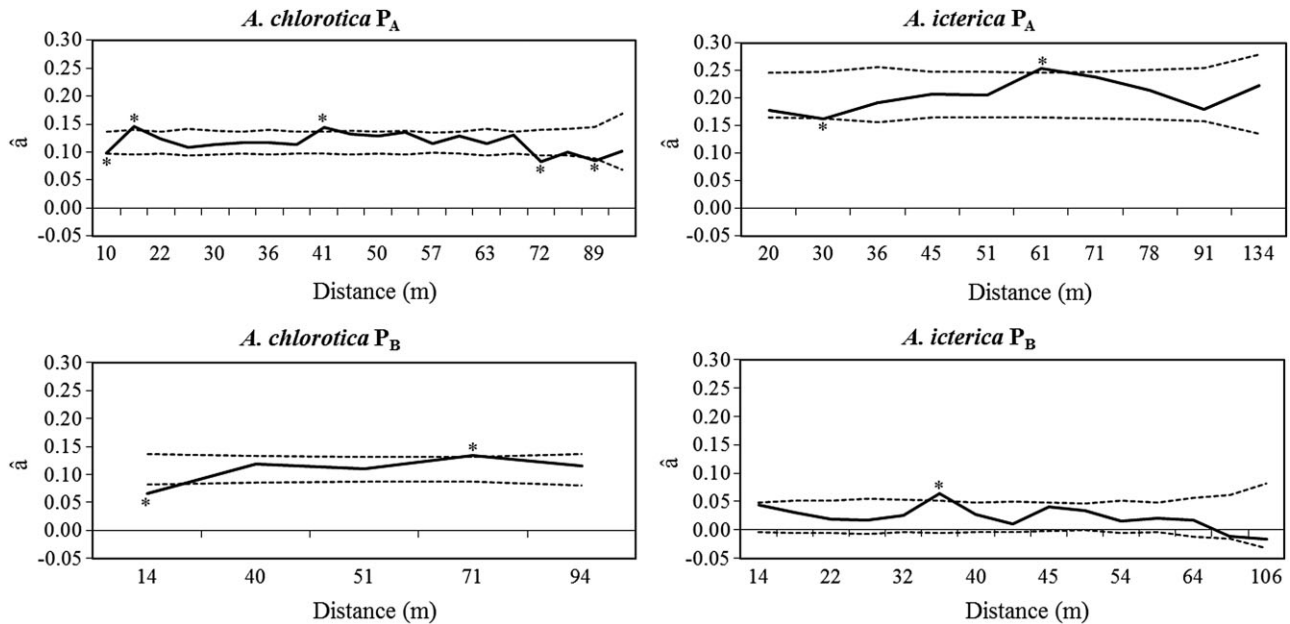 A. chlorotica PA
0.30
0.25
0.20
0.15
0.10
0.05
0.00
-0.05
â
* * * * *
10 22 30 36 41 50 57 63 72 89
Distance (m)
A. icterica PA
0.30
0.25
0.20
0.15
0.10
0.05
0.00
-0.05
â
* *
20 30 36 45 51 61 71 78 91 134
Distance (m)
A. chlorotica PB
0.30
0.25
0.20
0.15
0.10
0.05
0.00
-0.05
â
* *
14 40 51 71 94
Distance (m)
A. icterica PB
0.30
0.25
0.20
0.15
0.10
0.05
0.00
-0.05
â
*
14 22 32 40 45 54 64 106
Distance (m)